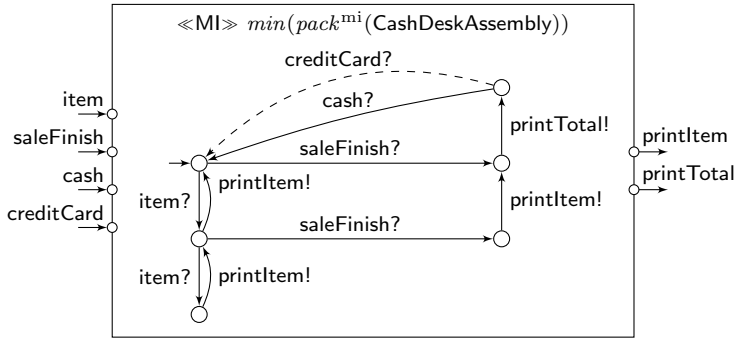 ≪MI≫ min(pack^mi(CashDeskAssembly))
creditCard?
item
cash?
saleFinish
printTotal!
printItem
saleFinish?
cash
printItem!
printTotal
item?
printItem!
creditCard
saleFinish?
item?
printItem!